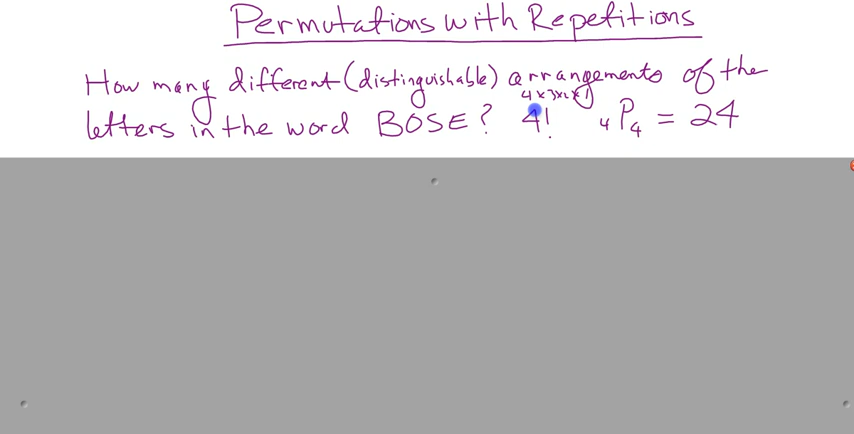 Permutations with Repetitions
How many different (distinguishable) arrangements of the
4 x 3 x 2 x 1
letters in the word BOSE? 4! ₄P₄ = 24